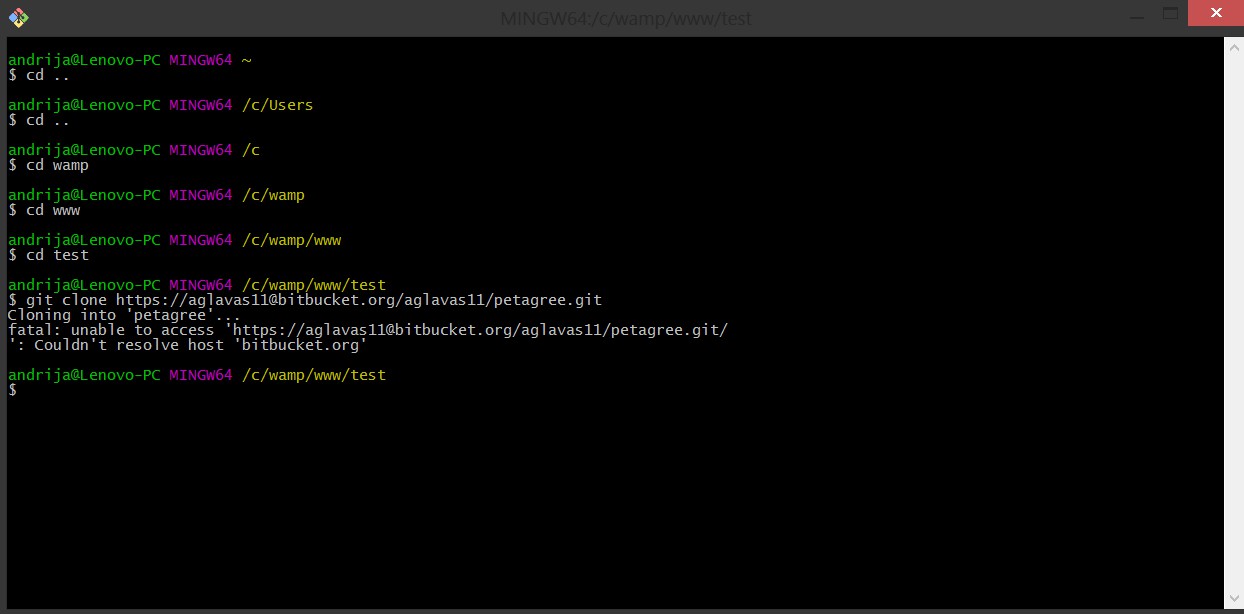 MINGW64:/c/wamp/www/test
andrija@Lenovo-PC MINGW64 ~
$ cd ..
andrija@Lenovo-PC MINGW64 /c/Users
$ cd ..
andrija@Lenovo-PC MINGW64 /c
$ cd wamp
andrija@Lenovo-PC MINGW64 /c/wamp
$ cd www
andrija@Lenovo-PC MINGW64 /c/wamp/www
$ cd test
andrija@Lenovo-PC MINGW64 /c/wamp/www/test
$ git clone https://aglavas11@bitbucket.org/aglavas11/petagree.git
Cloning into 'petagree'...
fatal: unable to access 'https://aglavas11@bitbucket.org/aglavas11/petagree.git/
': Couldn't resolve host 'bitbucket.org'
andrija@Lenovo-PC MINGW64 /c/wamp/www/test
$